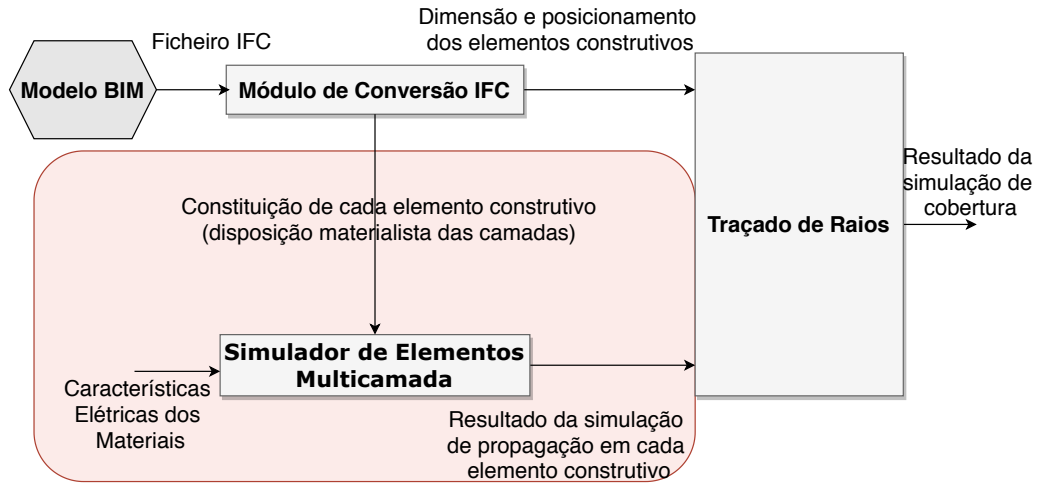 Dimensão e posicionamento
dos elementos construtivos
Ficheiro IFC
Modelo BIM
Módulo de Conversão IFC
Resultado da
simulação de
cobertura
Constituição de cada elemento construtivo
(disposição materialista das camadas)
Traçado de Raios
Simulador de Elementos
Multicamada
Características
Elétricas dos
Materiais
Resultado da simulação
de propagação em cada
elemento construtivo